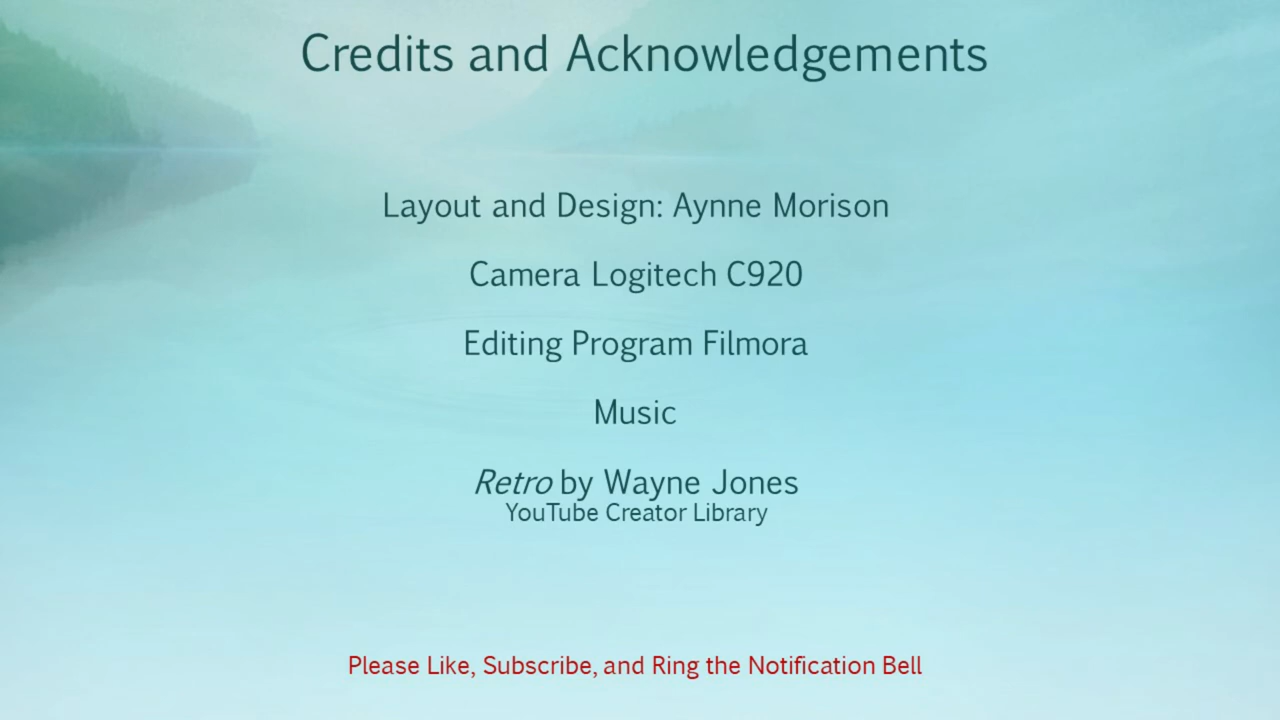 Credits and Acknowledgements
Layout and Design: Aynne Morison
Camera Logitech C920
Editing Program Filmora
Music
Retro by Wayne Jones
YouTube Creator Library
Please Like, Subscribe, and Ring the Notification Bell